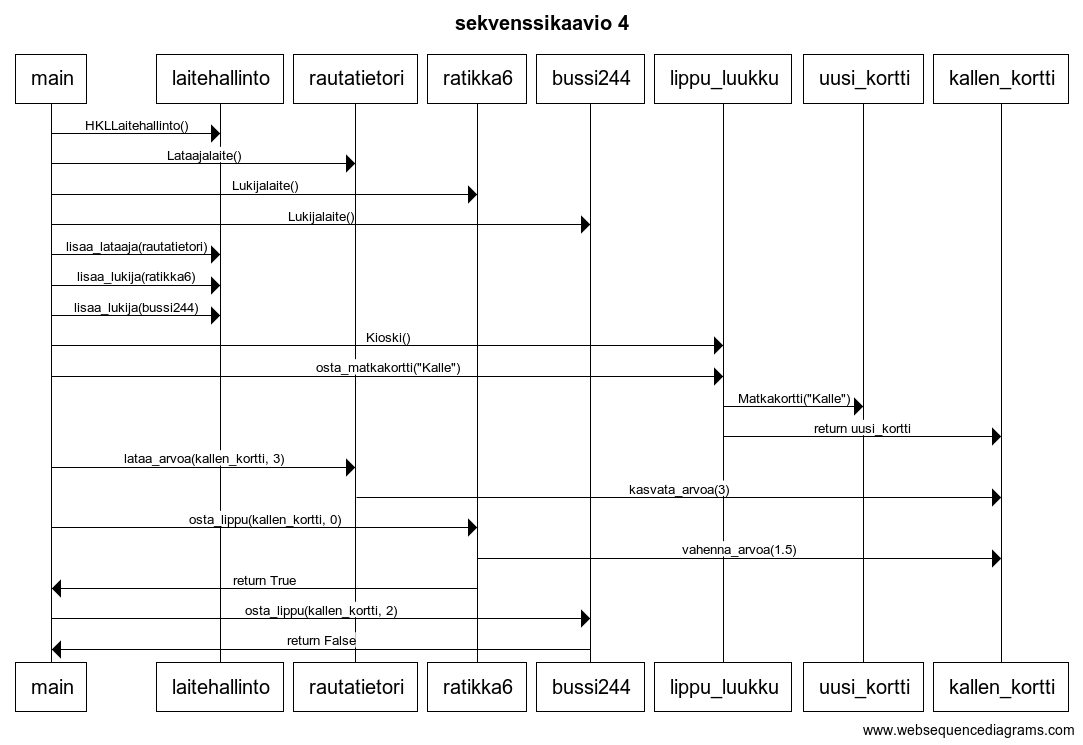 sekvenssikaavio 4
main
laitehallinto
rautatietori
ratikka6
bussi244
lippu_luukku
uusi_kortti
kallen_kortti
HKLLaitehallinto()
Lataajalaite()
Lukijalaite()
Lukijalaite()
lisaa_lataaja(rautatietori)
lisaa_lukija(ratikka6)
lisaa_lukija(bussi244)
Kioski()
osta_matkakortti("Kalle")
Matkakortti("Kalle")
return uusi_kortti
lataa_arvoa(kallen_kortti, 3)
kasvata_arvoa(3)
osta_lippu(kallen_kortti, 0)
vahenna_arvoa(1.5)
return True
osta_lippu(kallen_kortti, 2)
return False
main
laitehallinto
rautatietori
ratikka6
bussi244
lippu_luukku
uusi_kortti
kallen_kortti
www.websequencediagrams.com